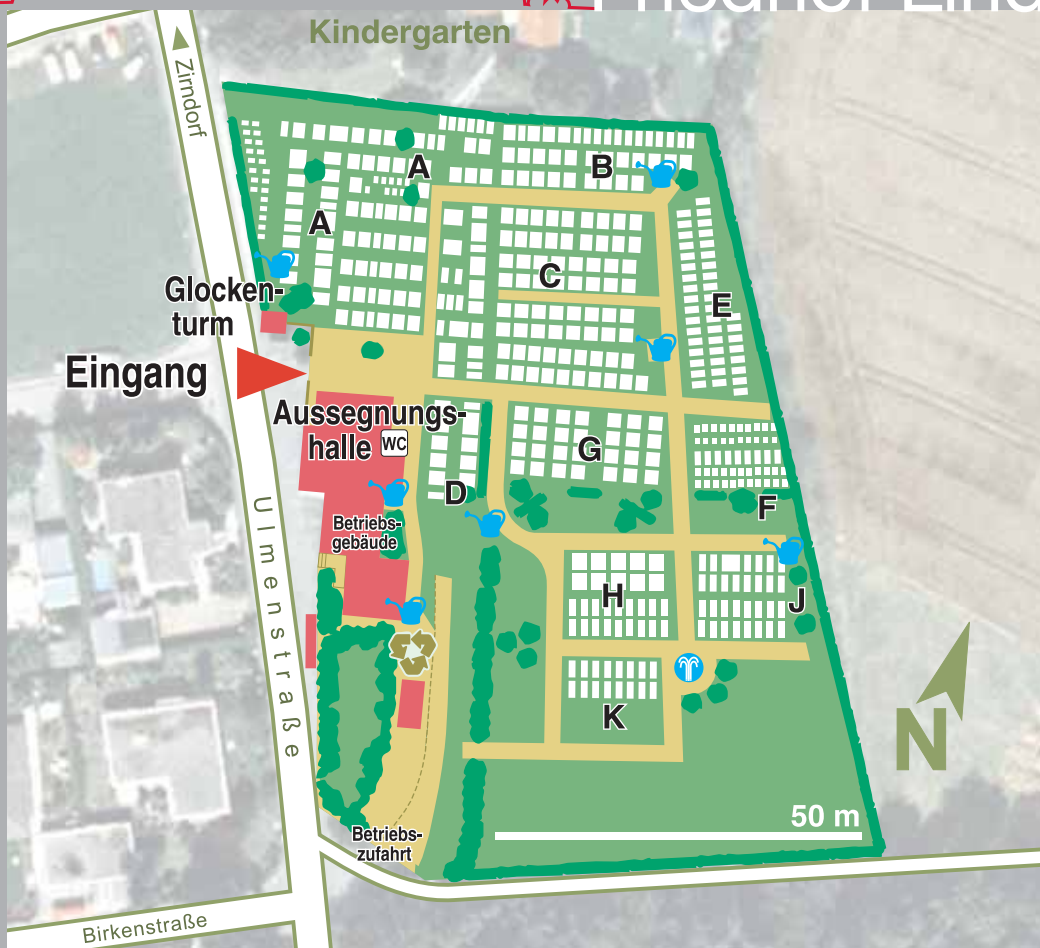 Kindergarten
Zirndorf
A
B
A
C
E
Glocken-
turm
Eingang
Aussegnungs-
halle WC
G
D
F
Betriebs-
gebäude
Ulmenstraße
H
J
K
N
50 m
Betriebs-
zufahrt
Birkenstraße